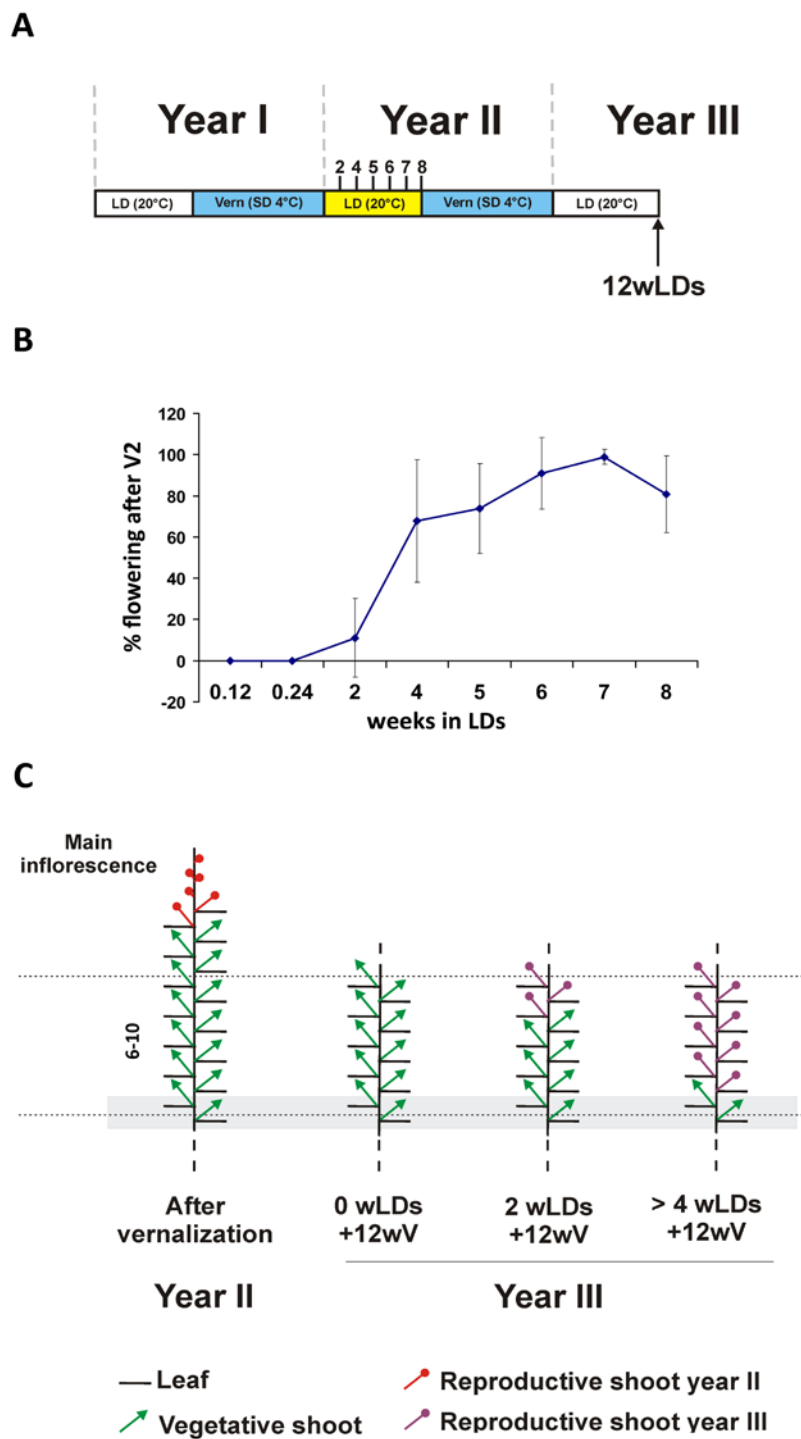 A
Year I
Year II
Year III
2 4 5 6 7 8
LD (20°C)
Vern (SD 4°C)
LD (20°C)
Vern (SD 4°C)
LD (20°C)
12wLDs
B
% flowering after V2
120
100
80
60
40
20
0
-20
0.12 0.24 2 4 5 6 7 8
weeks in LDs
C
Main
inflorescence
6-10
After
vernalization
0 wLDs
+12wV
2 wLDs
+12wV
> 4 wLDs
+12wV
Year II
Year III
Leaf
Vegetative shoot
Reproductive shoot year II
Reproductive shoot year III